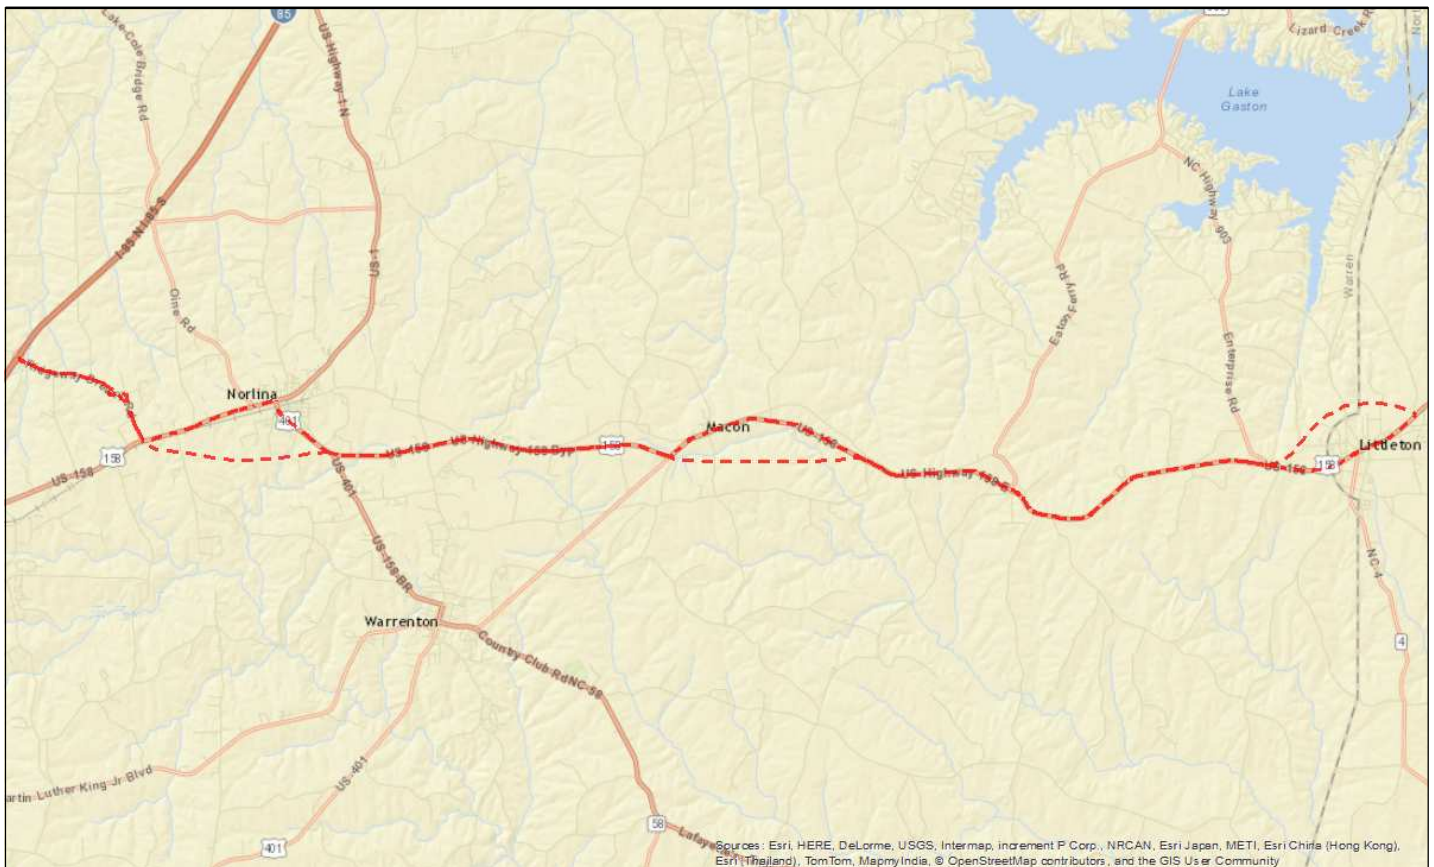 85
Lake Cole Bridge Rd
US Highway 1 N
903
Lizard Creek R
Nort
Lake
Gaston
NC Highway 903
I-85 N I-85 S
US-1
Oine Rd
Eaton Ferry Rd
Warren
Enterprise Rd
Norlina
401
Macon
Littleton
158
US-158
US-158
US Highway 158 Byp
158
US-158
US Highway 158 B
US-158
158
US-401
US-158-BR
NC-4
Warrenton
Country Club Rd NC-58
4
artin Luther King Jr Blvd
US-401
401
58
Sources: Esri, HERE, DeLorme, USGS, Intermap, increment P Corp., NRCAN, Esri Japan, METI, Esri China (Hong Kong),
Esri (Thailand), TomTom, MapmyIndia, © OpenStreetMap contributors, and the GIS User Community